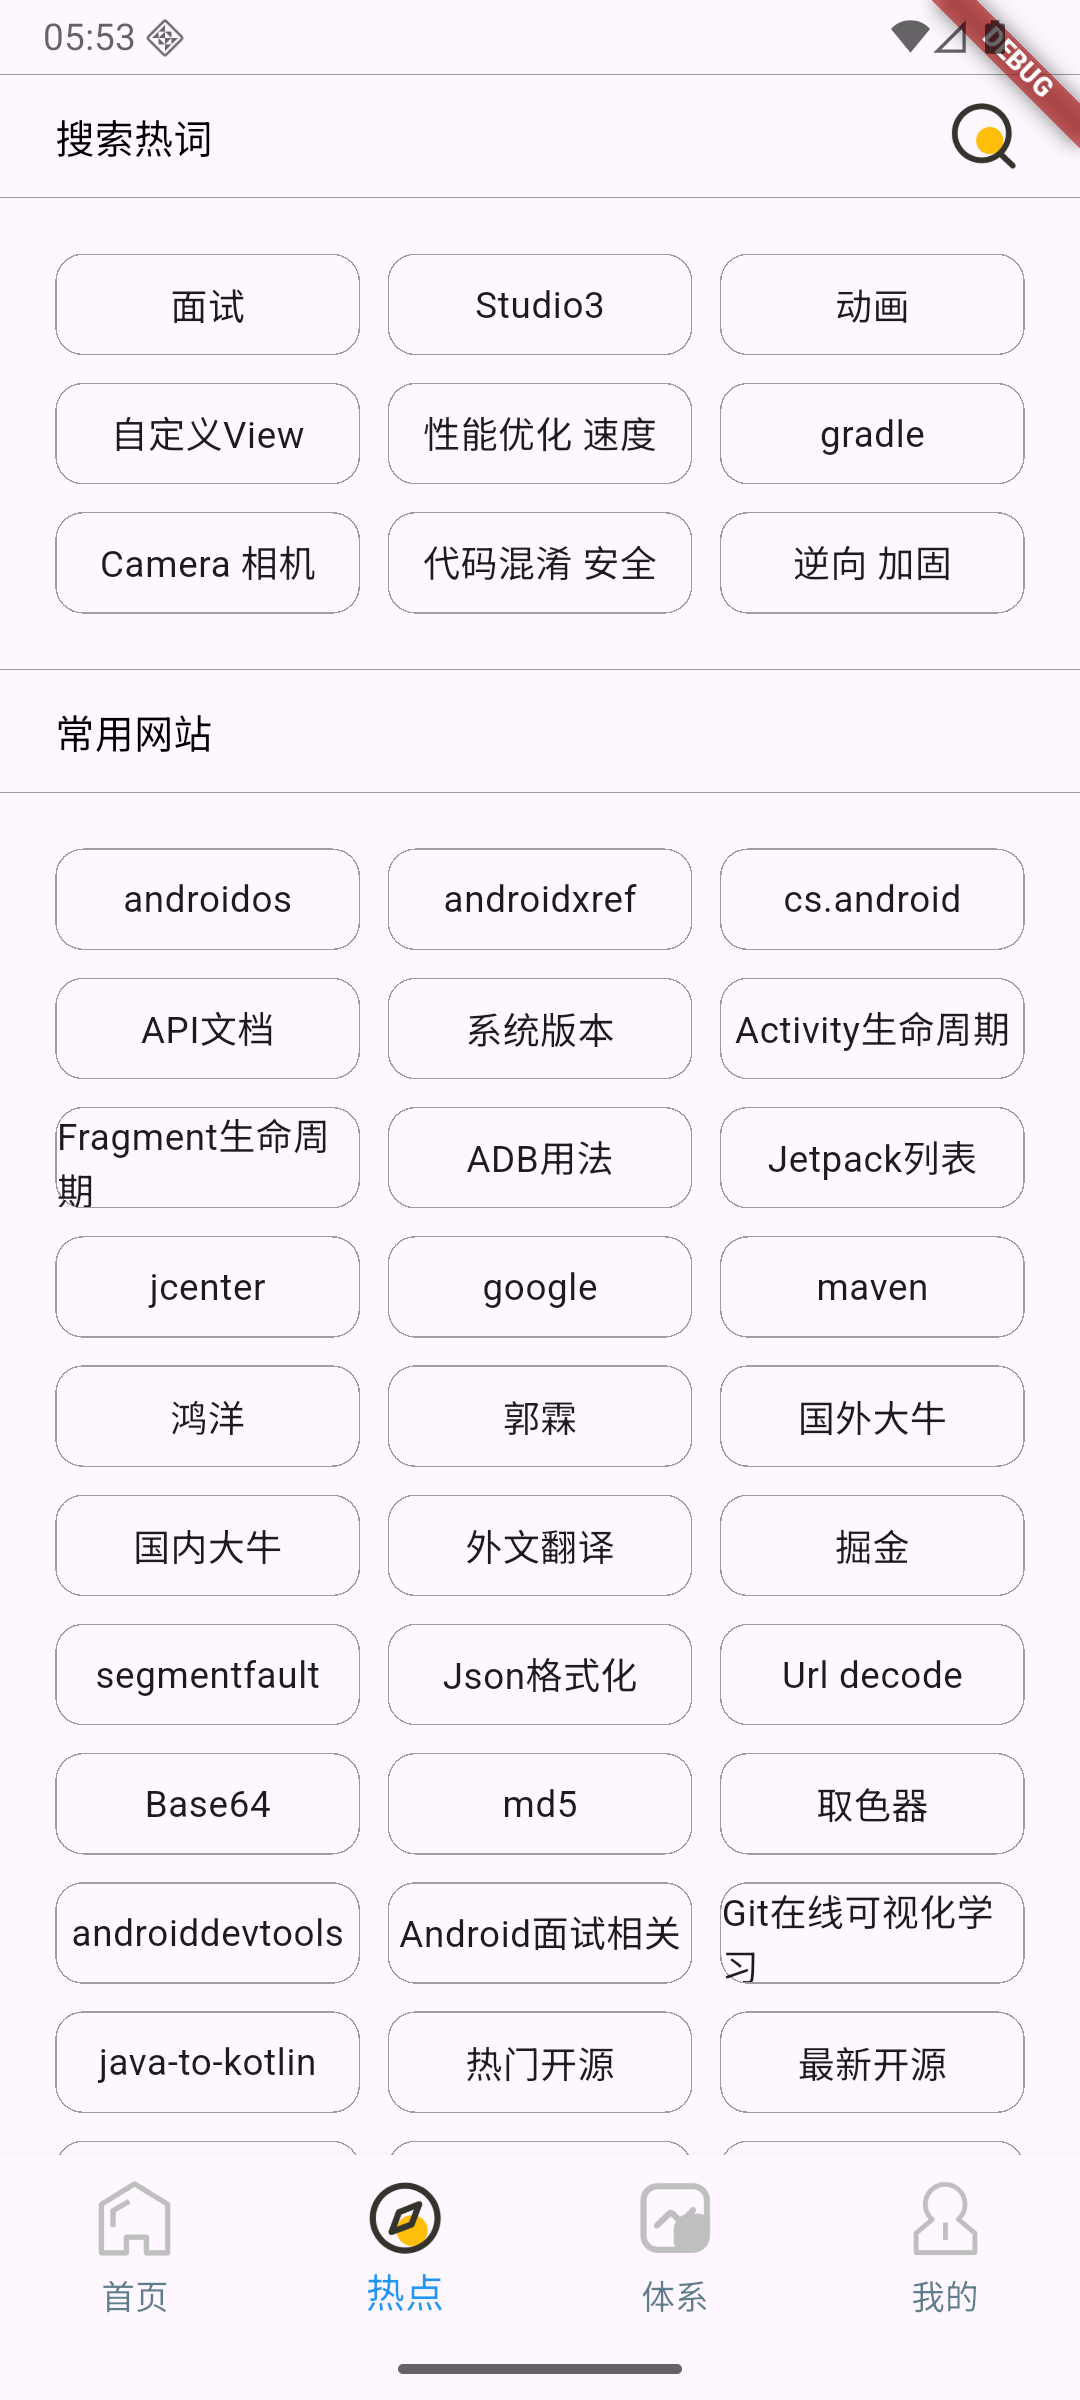 05:53
DEBUG
搜索热词
面试
Studio3
动画
自定义View
性能优化 速度
gradle
Camera 相机
代码混淆 安全
逆向 加固
常用网站
androidos
androidxref
cs.android
API文档
系统版本
Activity生命周期
Fragment生命周
期
ADB用法
Jetpack列表
jcenter
google
maven
鸿洋
郭霖
国外大牛
国内大牛
外文翻译
掘金
segmentfault
Json格式化
Url decode
Base64
md5
取色器
androiddevtools
Android面试相关
Git在线可视化学
习
java-to-kotlin
热门开源
最新开源
首页
热点
体系
我的